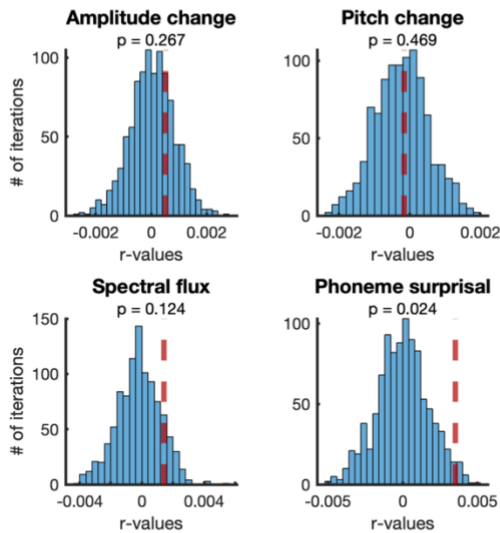 Amplitude change
p = 0.267
100
50
0
# of iterations
-0.002 0 0.002
r-values
Pitch change
p = 0.469
100
50
0
-0.002 0 0.002
r-values
Spectral flux
p = 0.124
150
100
50
0
# of iterations
-0.004 0 0.004
r-values
Phoneme surprisal
p = 0.024
100
50
0
-0.005 0 0.005
r-values